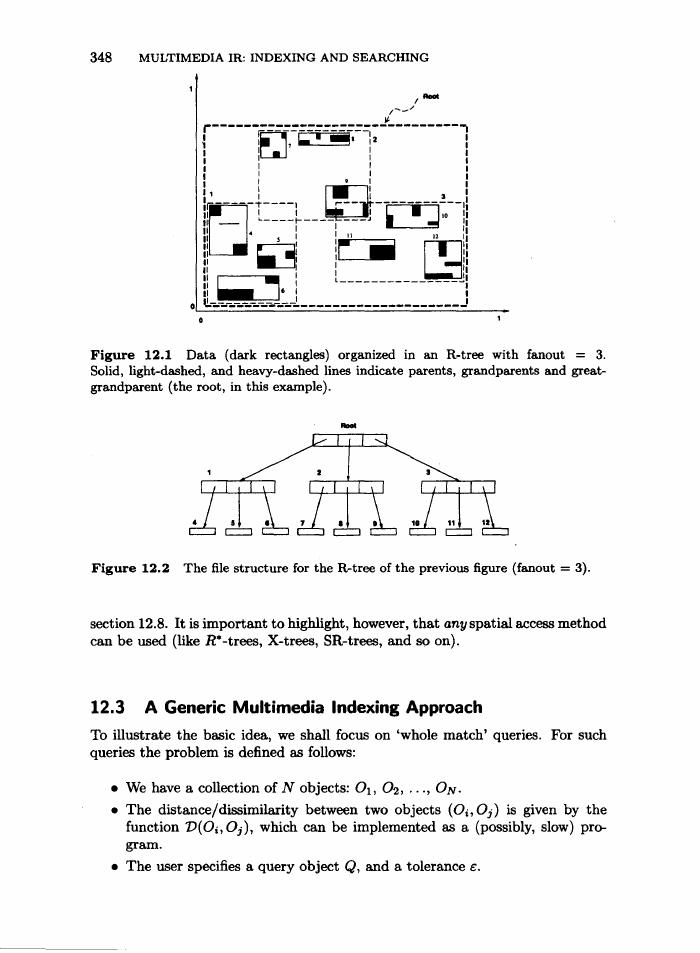 348 MULTIMEDIA IR: INDEXING AND SEARCHING
1
Root
7
1
2
9
1
3
4
5
6
10
11
12
0
0
1
Figure 12.1 Data (dark rectangles) organized in an R-tree with fanout = 3.
Solid, light-dashed, and heavy-dashed lines indicate parents, grandparents and great-
grandparent (the root, in this example).
Root
1 2 3
4 5 6 7 8 9 10 11 12
Figure 12.2 The file structure for the R-tree of the previous figure (fanout = 3).
section 12.8. It is important to highlight, however, that any spatial access method
can be used (like R*-trees, X-trees, SR-trees, and so on).
12.3 A Generic Multimedia Indexing Approach
To illustrate the basic idea, we shall focus on ‘whole match’ queries. For such
queries the problem is defined as follows:
• We have a collection of N objects: O₁, O₂, . . ., O_N.
• The distance/dissimilarity between two objects (O_i, O_j) is given by the
function D(O_i, O_j), which can be implemented as a (possibly, slow) pro-
gram.
• The user specifies a query object Q, and a tolerance ε.